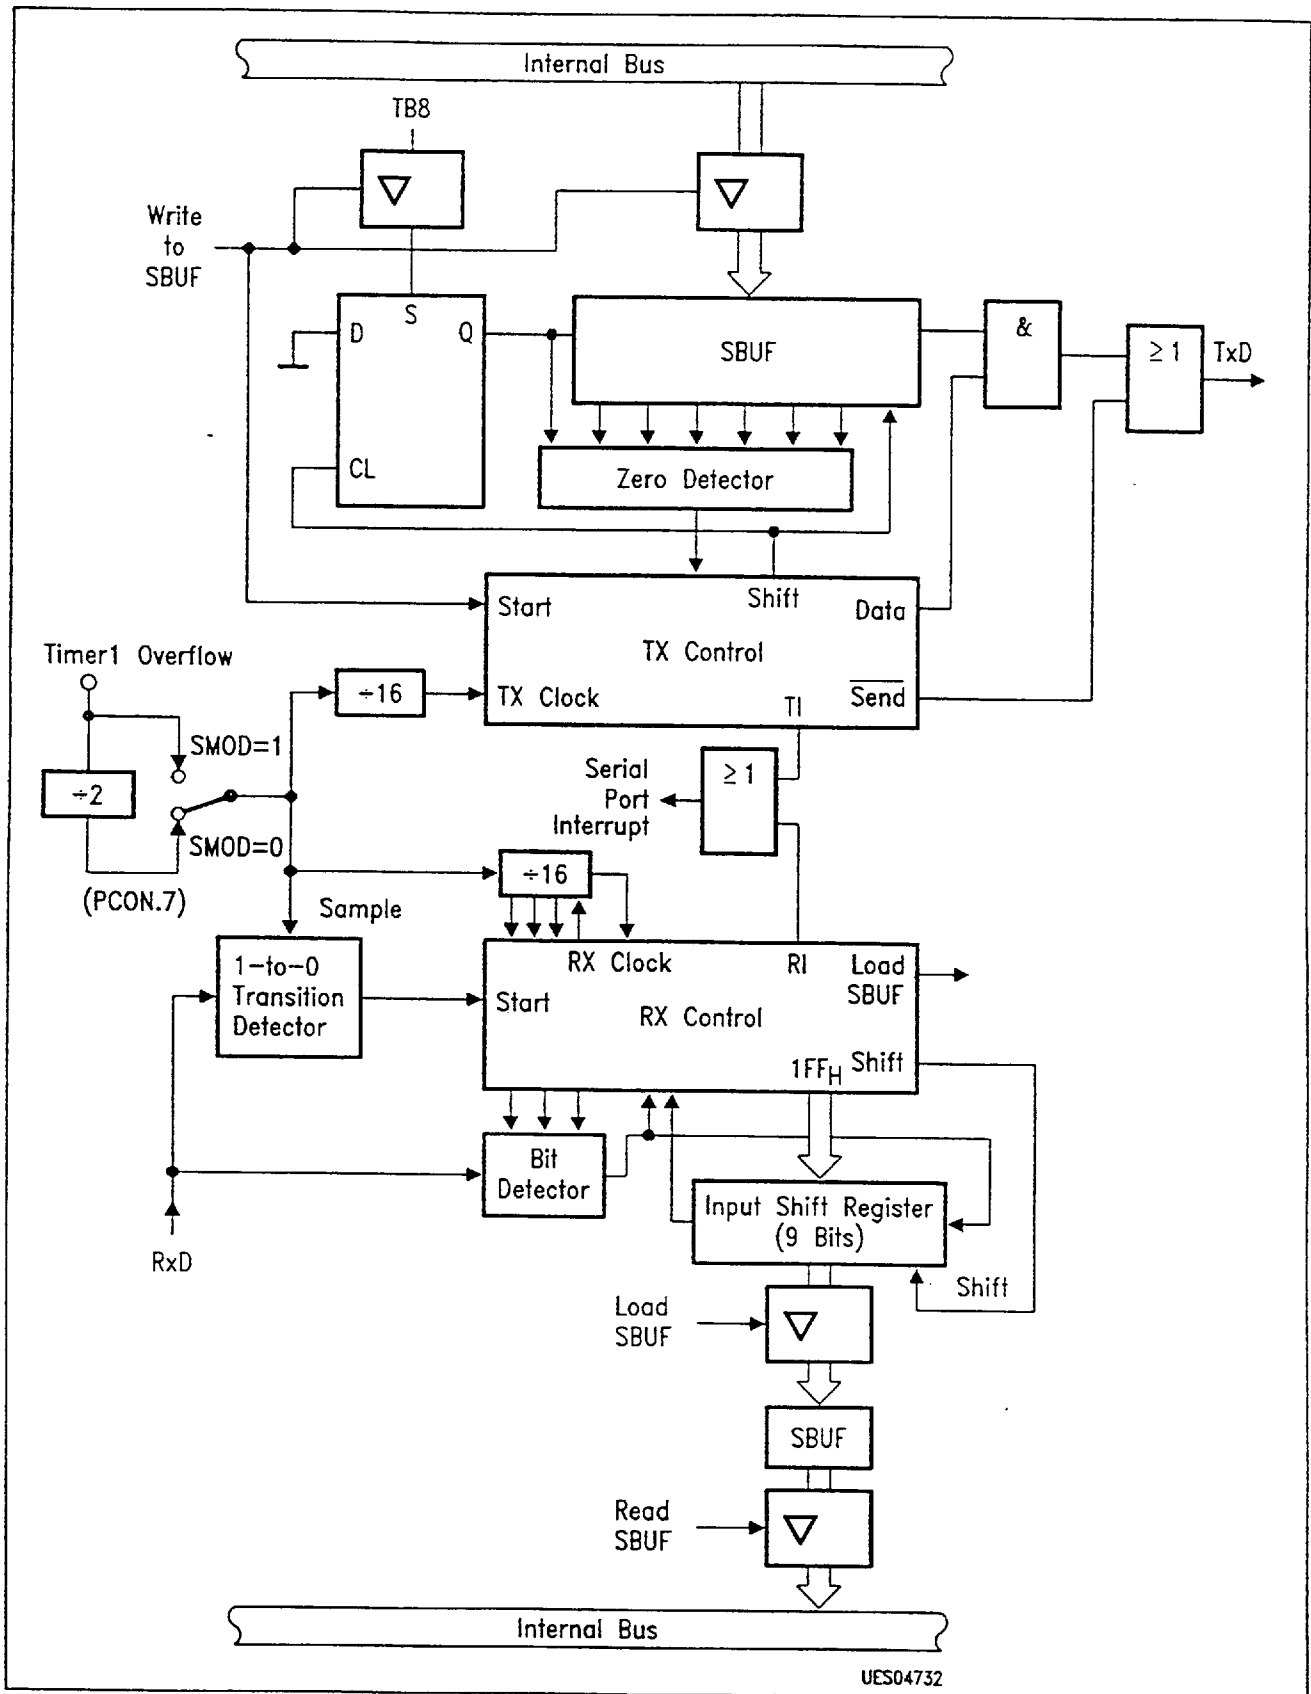 Internal Bus
TB8
Write
to
SBUF
S
D
Q
SBUF
&
≥1
TxD
CL
Zero Detector
Start
Shift
Data
TX Control
Timer1 Overflow
÷16
TX Clock
TI
Send
SMOD=1
÷2
SMOD=0
(PCON.7)
Serial
Port
Interrupt
≥1
÷16
Sample
1-to-0
Transition
Detector
RX Clock
RI
Load
SBUF
Start
RX Control
1FFH
Shift
Bit
Detector
Input Shift Register
(9 Bits)
RxD
Shift
Load
SBUF
SBUF
Read
SBUF
Internal Bus
UES04732